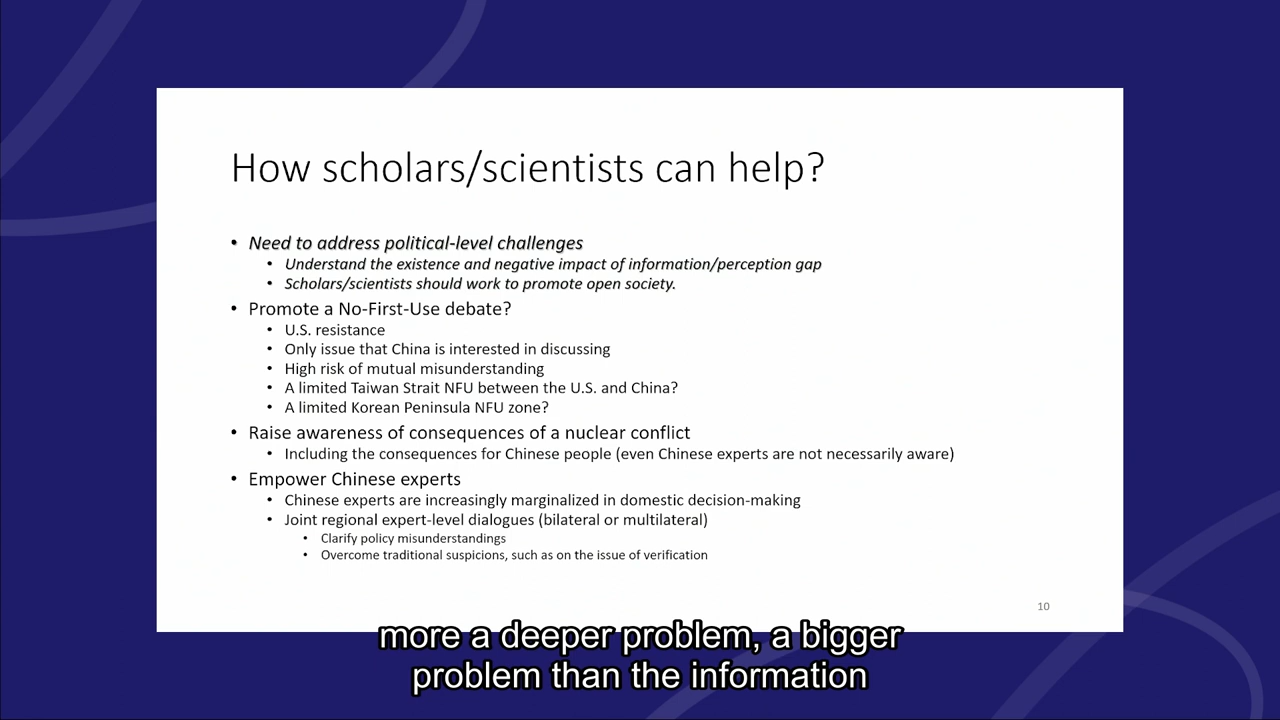 How scholars/scientists can help?
• Need to address political-level challenges
• Understand the existence and negative impact of information/perception gap
• Scholars/scientists should work to promote open society.
• Promote a No-First-Use debate?
• U.S. resistance
• Only issue that China is interested in discussing
• High risk of mutual misunderstanding
• A limited Taiwan Strait NFU between the U.S. and China?
• A limited Korean Peninsula NFU zone?
• Raise awareness of consequences of a nuclear conflict
• Including the consequences for Chinese people (even Chinese experts are not necessarily aware)
• Empower Chinese experts
• Chinese experts are increasingly marginalized in domestic decision-making
• Joint regional expert-level dialogues (bilateral or multilateral)
• Clarify policy misunderstandings
• Overcome traditional suspicions, such as on the issue of verification
10
more a deeper problem, a bigger
problem than the information